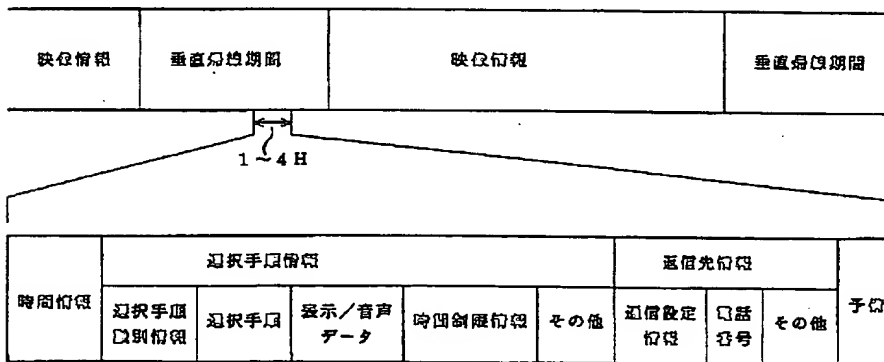 映像情報
垂直帰線期間
映像情報
垂直帰線期間
1～4H
時間情報
選択手順情報
返信先情報
予備
選択手順
識別情報
選択手順
表示／音声
データ
時間制限情報
その他
通信設定
情報
電話
番号
その他